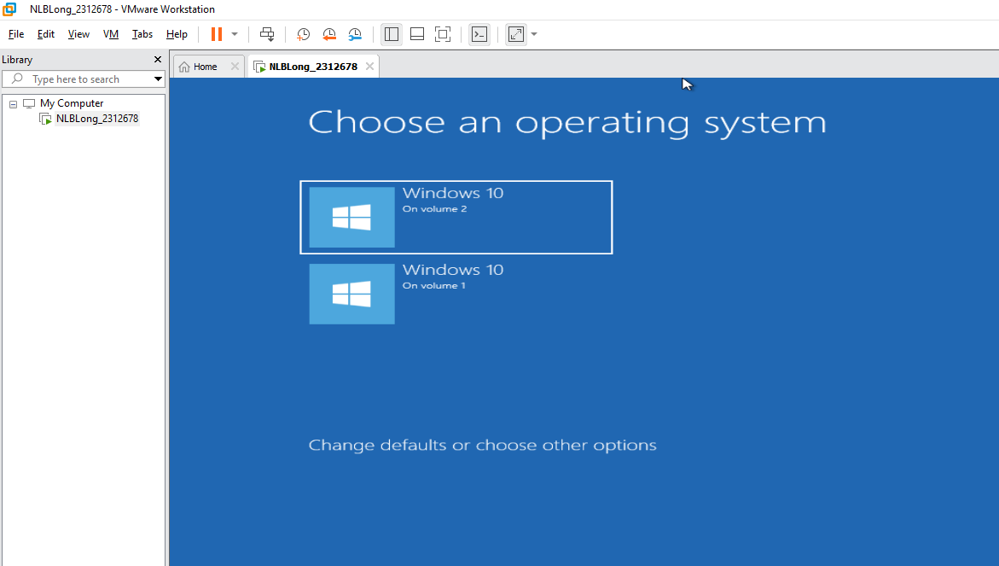 NLBLong_2312678 - VMware Workstation
File Edit View VM Tabs Help
Library
Type here to search
My Computer
NLBLong_2312678
Home
NLBLong_2312678
Choose an operating system
Windows 10
On volume 2
Windows 10
On volume 1
Change defaults or choose other options